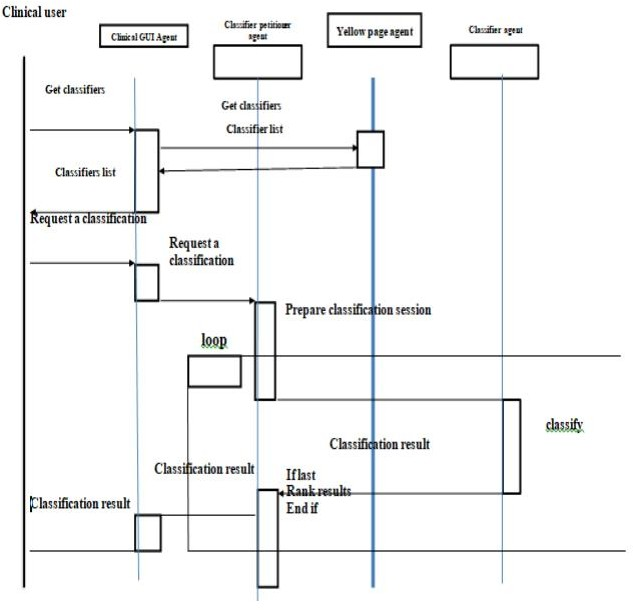 Clinical user
Clinical GUI Agent
Classifier petitioner
agent
Yellow page agent
Classifier agent
Get classifiers
Get classifiers
Classifier list
Classifiers list
Request a classification
Request a
classification
Prepare classification session
loop
classify
Classification result
Classification result
If last
Rank results
End if
Classification result